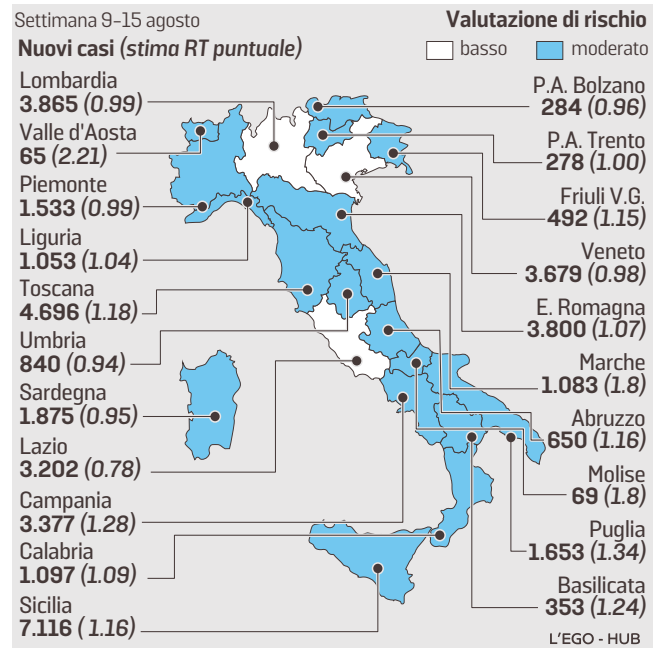 Settimana 9-15 agosto
Nuovi casi (stima RT puntuale)
Valutazione di rischio
basso
moderato
Lombardia
3.865 (0.99)
Valle d'Aosta
65 (2.21)
Piemonte
1.533 (0.99)
Liguria
1.053 (1.04)
Toscana
4.696 (1.18)
Umbria
840 (0.94)
Sardegna
1.875 (0.95)
Lazio
3.202 (0.78)
Campania
3.377 (1.28)
Calabria
1.097 (1.09)
Sicilia
7.116 ( 1.16)
P.A. Bolzano
284 (0.96)
P.A. Trento
278 (1.00)
Friuli V.G.
492 (1.15)
Veneto
3.679 (0.98)
E. Romagna
3.800 (1.07)
Marche
1.083 (1.8)
Abruzzo
650 (1.16)
Molise
69 (1.8)
Puglia
1.653 (1.34)
Basilicata
353 (1.24)
L'EGO - HUB